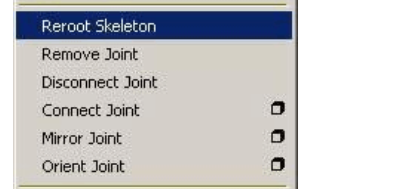 Reroot Skeleton
Remove Joint
Disconnect Joint
Connect Joint
Mirror Joint
Orient Joint